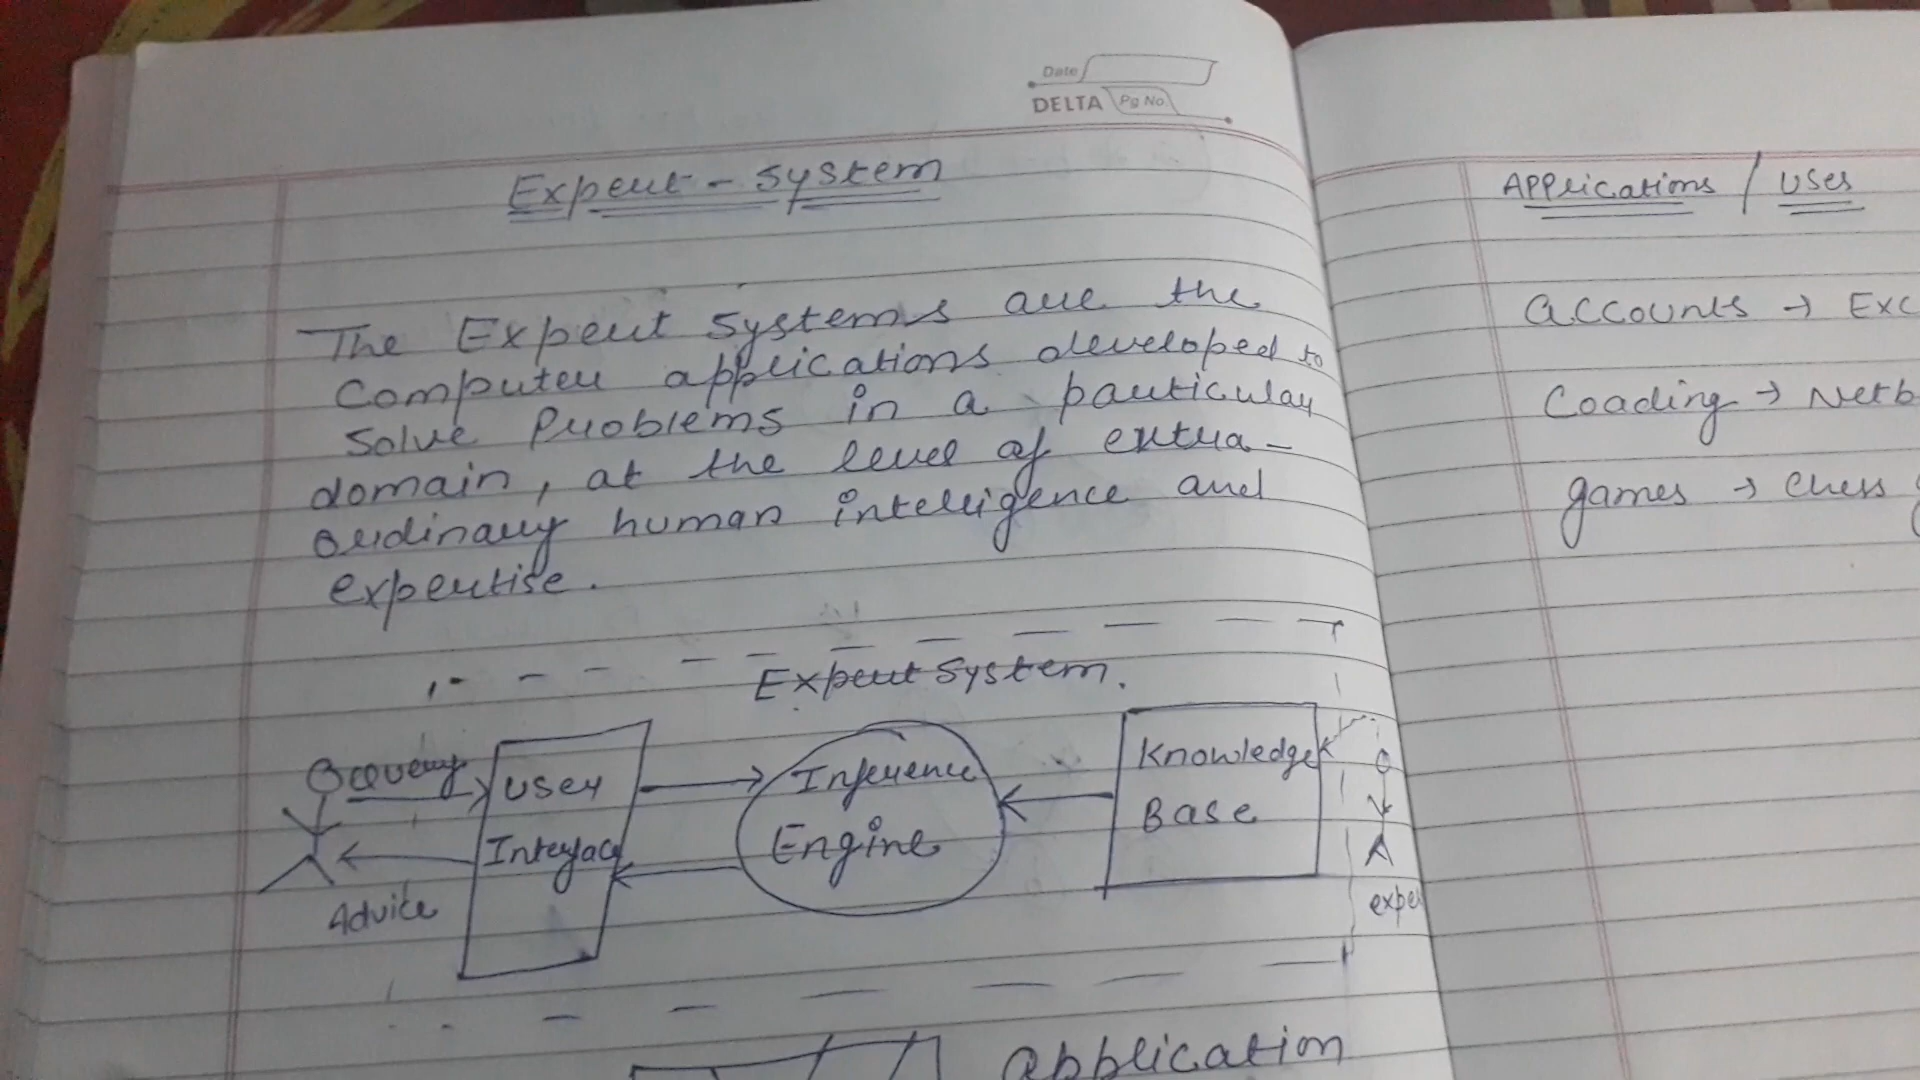 Date
DELTA Pg No.
Expert - System
The Expert Systems are the
Computer applications developed to
Solve Problems in a particular
domain, at the level of extra-
ordinary human intelligence and
expertise.
Expert System.
Query
User
Interface
Advice
Inference
Engine
Knowledge
Base
expe
application
Applications / Uses
accounts → Exc
Coading → Netb
games → Chess